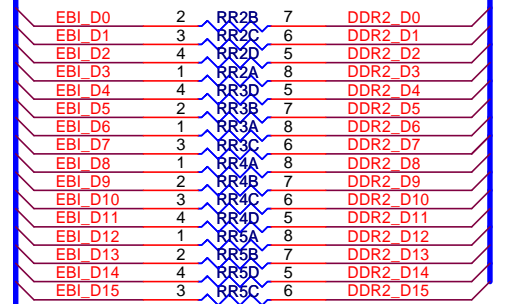 EBI_D0 2 RR2B 7 DDR2_D0
EBI_D1 3 RR2C 6 DDR2_D1
EBI_D2 4 RR2D 5 DDR2_D2
EBI_D3 1 RR2A 8 DDR2_D3
EBI_D4 4 RR3D 5 DDR2_D4
EBI_D5 2 RR3B 7 DDR2_D5
EBI_D6 1 RR3A 8 DDR2_D6
EBI_D7 3 RR3C 6 DDR2_D7
EBI_D8 1 RR4A 8 DDR2_D8
EBI_D9 2 RR4B 7 DDR2_D9
EBI_D10 3 RR4C 6 DDR2_D10
EBI_D11 4 RR4D 5 DDR2_D11
EBI_D12 1 RR5A 8 DDR2_D12
EBI_D13 2 RR5B 7 DDR2_D13
EBI_D14 4 RR5D 5 DDR2_D14
EBI_D15 3 RR5C 6 DDR2_D15